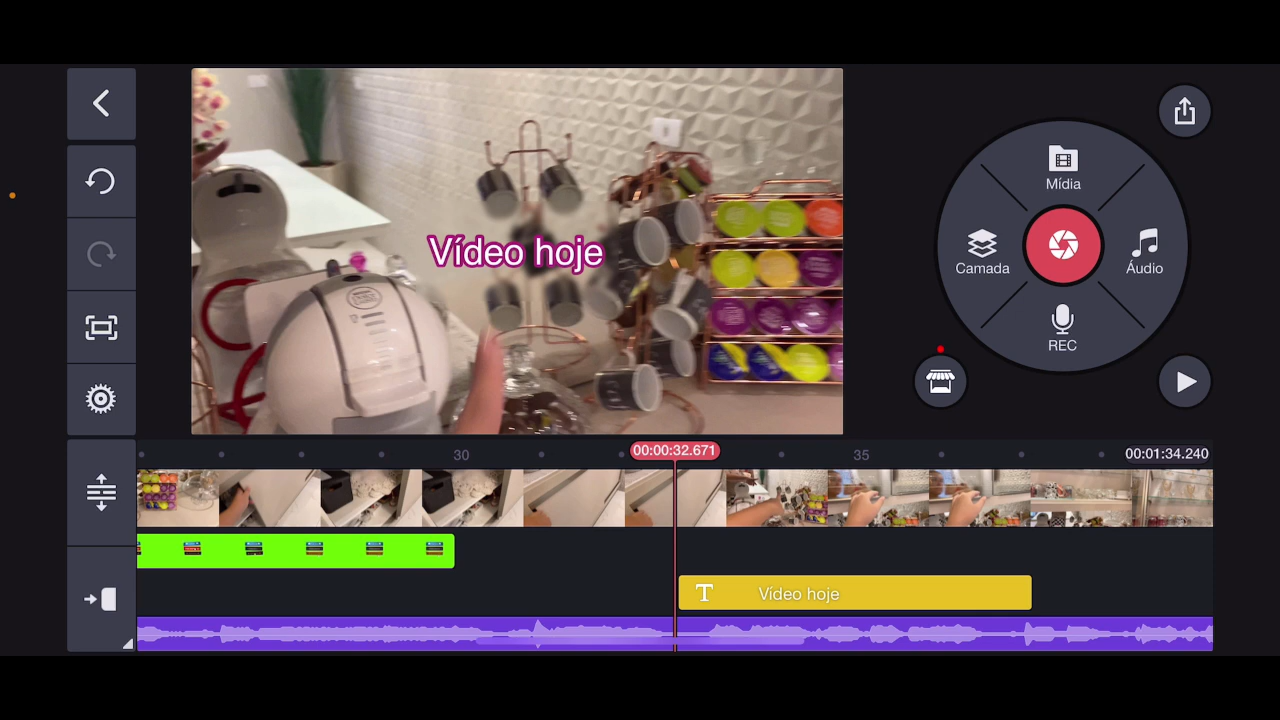 Vídeo hoje
Mídia
Camada
Áudio
REC
30
00:00:32.671
35
00:01:34.240
T
Vídeo hoje